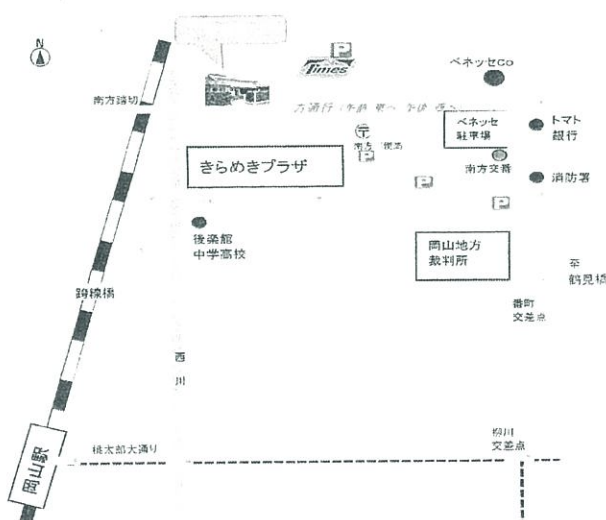 N
P
Times
ベネッセCo
南方踏切
ベネッセ
駐車場
トマト
銀行
〒
南方
P
きらめきプラザ
南方交番
消防署
P
P
後楽館
中学高校
岡山地方
裁判所
至
鶴見橋
跨線橋
番町
交差点
西
川
柳川
交差点
桃太郎大通り
岡山駅